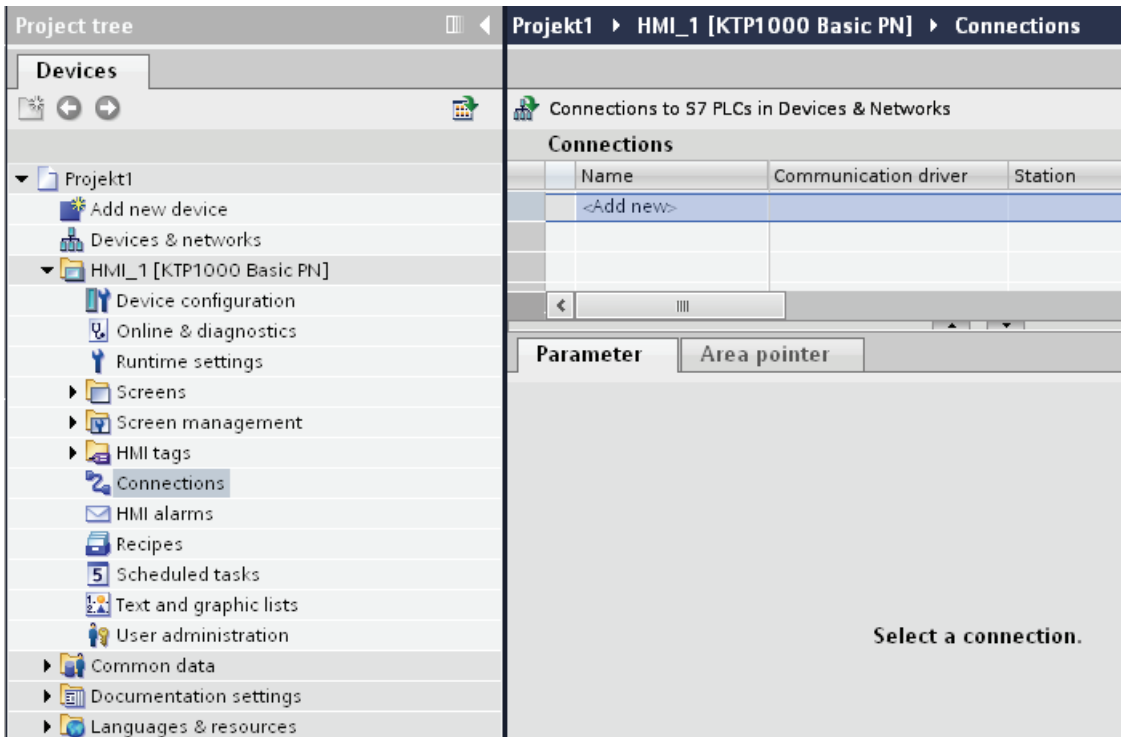 Project tree
Devices
Projekt1
Add new device
Devices & networks
HMI_1 [KTP1000 Basic PN]
Device configuration
Online & diagnostics
Runtime settings
Screens
Screen management
HMI tags
Connections
HMI alarms
Recipes
5 Scheduled tasks
Text and graphic lists
User administration
Common data
Documentation settings
Languages & resources
Projekt1 ▸ HMI_1 [KTP1000 Basic PN] ▸ Connections
Connections to S7 PLCs in Devices & Networks
Connections
Name Communication driver Station
<Add new>
Parameter Area pointer
Select a connection.